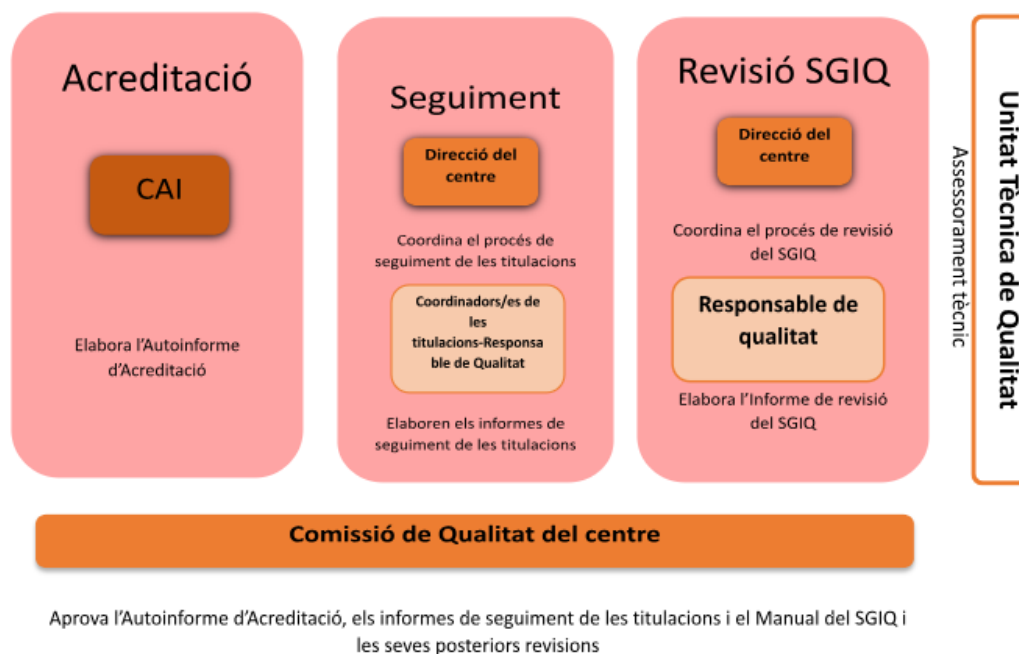 Acreditació
CAI
Elabora l’Autoinforme
d’Acreditació
Seguiment
Direcció del
centre
Coordina el procés de
seguiment de les titulacions
Coordinadors/es de
les
titulacions-Responsa
ble de Qualitat
Elaboren els informes de
seguiment de les titulacions
Revisió SGIQ
Direcció del
centre
Coordina el procés de revisió
del SGIQ
Responsable de
qualitat
Elabora l’Informe de revisió
del SGIQ
Unitat Tècnica de Qualitat
Assessorament tècnic
Comissió de Qualitat del centre
Aprova l’Autoinforme d’Acreditació, els informes de seguiment de les titulacions i el Manual del SGIQ i
les seves posteriors revisions